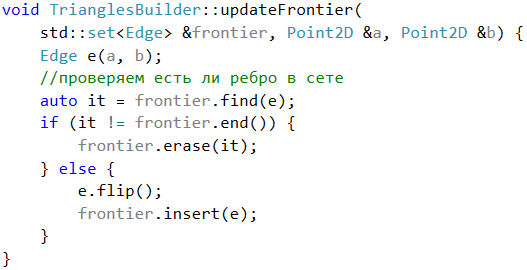 void TrianglesBuilder::updateFrontier(
    std::set<Edge> &frontier, Point2D &a, Point2D &b) {
    Edge e(a, b);
    //проверяем есть ли ребро в сете
    auto it = frontier.find(e);
    if (it != frontier.end()) {
        frontier.erase(it);
    } else {
        e.flip();
        frontier.insert(e);
    }
}